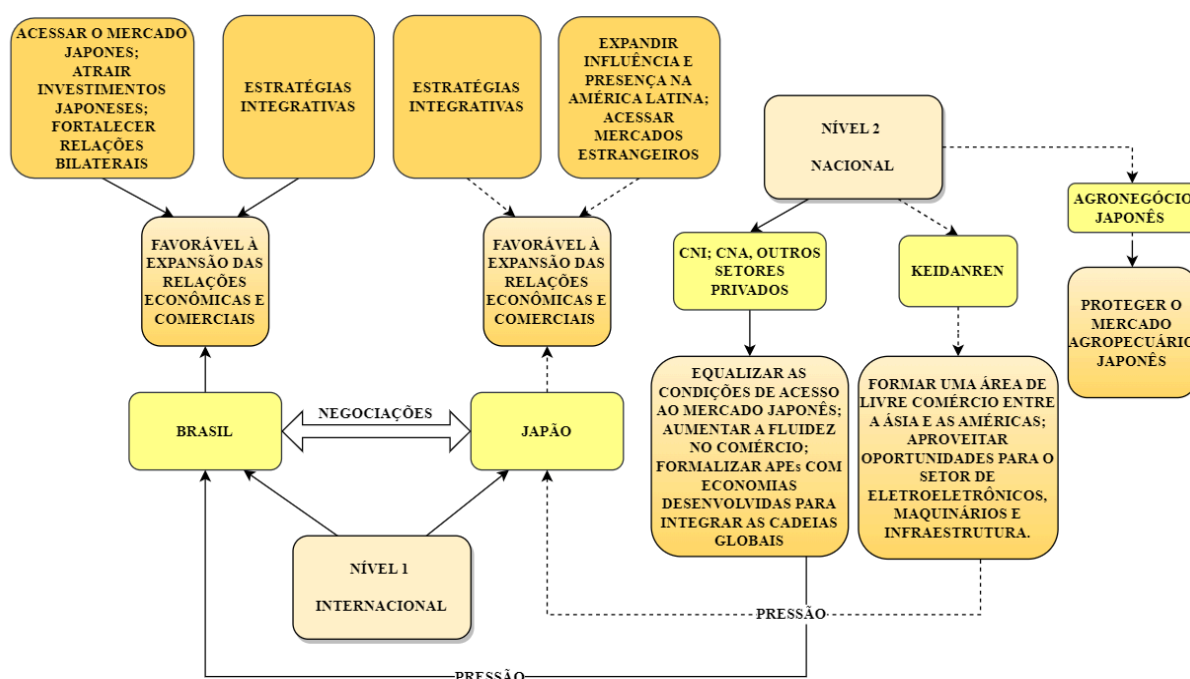 ACESSAR O MERCADO
JAPONES;
ATRAIR
INVESTIMENTOS
JAPONESES;
FORTALECER
RELAÇÕES
BILATERAIS
ESTRATÉGIAS
INTEGRATIVAS
ESTRATÉGIAS
INTEGRATIVAS
EXPANDIR
INFLUÊNCIA E
PRESENÇA NA
AMÉRICA LATINA;
ACESSAR
MERCADOS
ESTRANGEIROS
NÍVEL 2
NACIONAL
AGRONEGÓCIO
JAPONÊS
FAVORÁVEL À
EXPANSÃO DAS
RELAÇÕES
ECONÔMICAS E
COMERCIAIS
FAVORÁVEL À
EXPANSÃO DAS
RELAÇÕES
ECONÔMICAS E
COMERCIAIS
CNI; CNA, OUTROS
SETORES
PRIVADOS
KEIDANREN
PROTEGER O
MERCADO
AGROPECUÁRIO
JAPONÊS
EQUALIZAR AS
CONDIÇÕES DE ACESSO
AO MERCADO JAPONÊS;
AUMENTAR A FLUIDEZ
NO COMÉRCIO;
FORMALIZAR APEs COM
ECONOMIAS
DESENVOLVIDAS PARA
INTEGRAR AS CADEIAS
GLOBAIS
FORMAR UMA ÁREA DE
LIVRE COMÉRCIO ENTRE
A ÁSIA E AS AMÉRICAS;
APROVEITAR
OPORTUNIDADES PARA O
SETOR DE
ELETROELETRÔNICOS,
MAQUINÁRIOS E
INFRAESTRUTURA.
BRASIL
NEGOCIAÇÕES
JAPÃO
NÍVEL 1
INTERNACIONAL
PRESSÃO
PRESSÃO